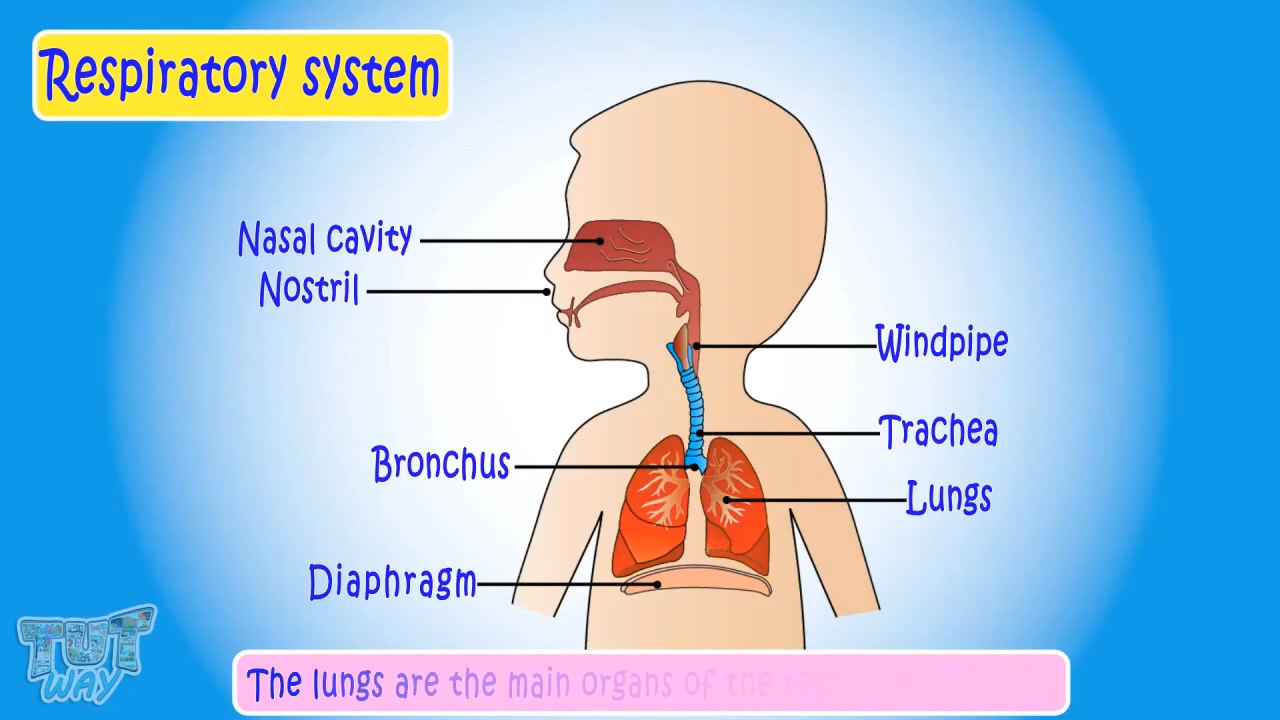 Respiratory system
Nasal cavity
Nostril
Windpipe
Trachea
Bronchus
Lungs
Diaphragm
The lungs are the main organs of the
TUT
WAY